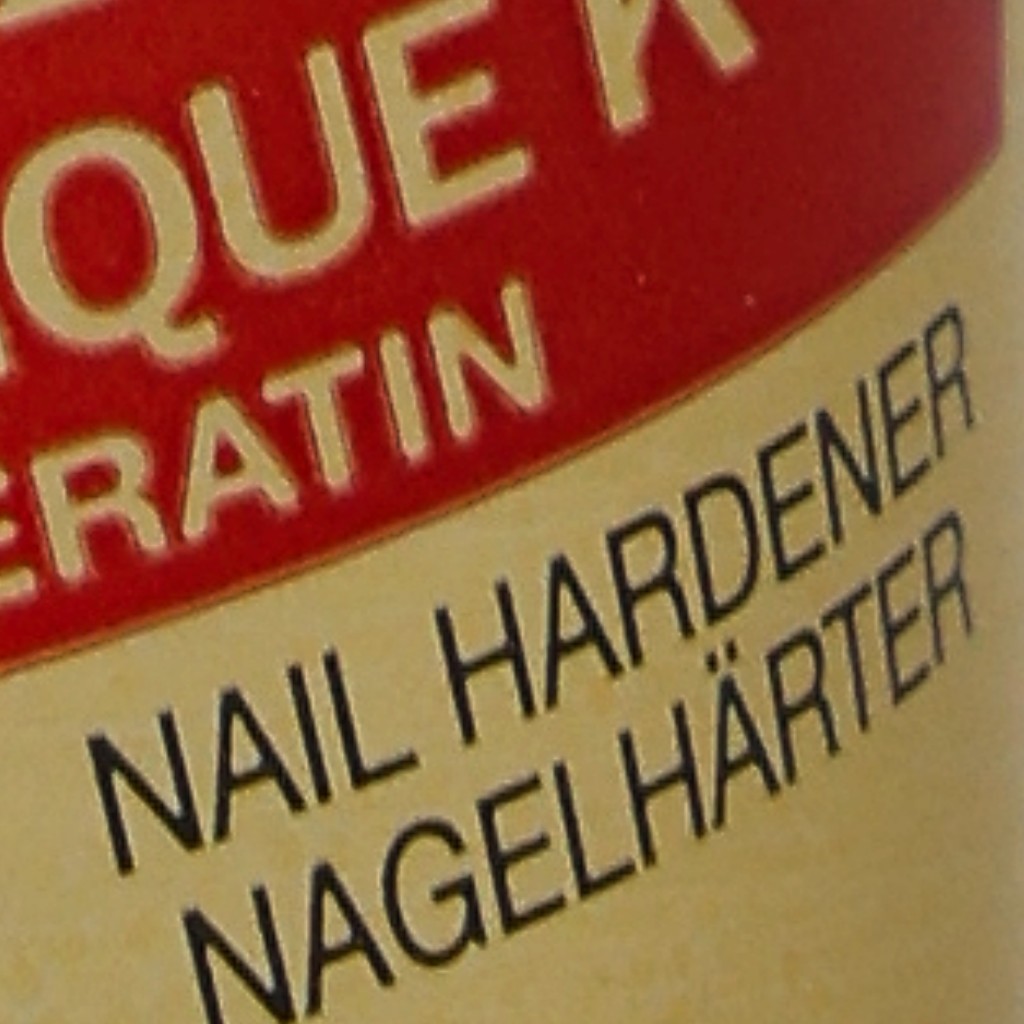 QUE K
ERATIN
NAIL HARDENER
NAGELHÄRTER